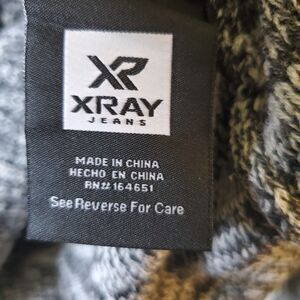 XR
XRAY
JEANS
MADE IN CHINA
HECHO EN CHINA
RN# 164651
See Reverse For Care